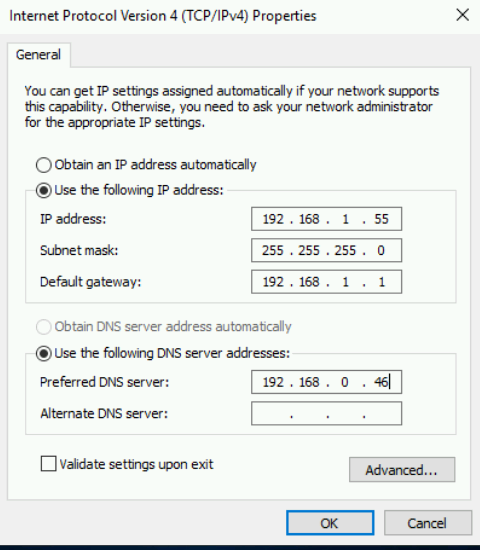 Internet Protocol Version 4 (TCP/IPv4) Properties
General
You can get IP settings assigned automatically if your network supports
this capability. Otherwise, you need to ask your network administrator
for the appropriate IP settings.
Obtain an IP address automatically
Use the following IP address:
IP address: 192 . 168 . 1 . 55
Subnet mask: 255 . 255 . 255 . 0
Default gateway: 192 . 168 . 1 . 1
Obtain DNS server address automatically
Use the following DNS server addresses:
Preferred DNS server: 192 . 168 . 0 . 46
Alternate DNS server: . . .
Validate settings upon exit
Advanced...
OK Cancel